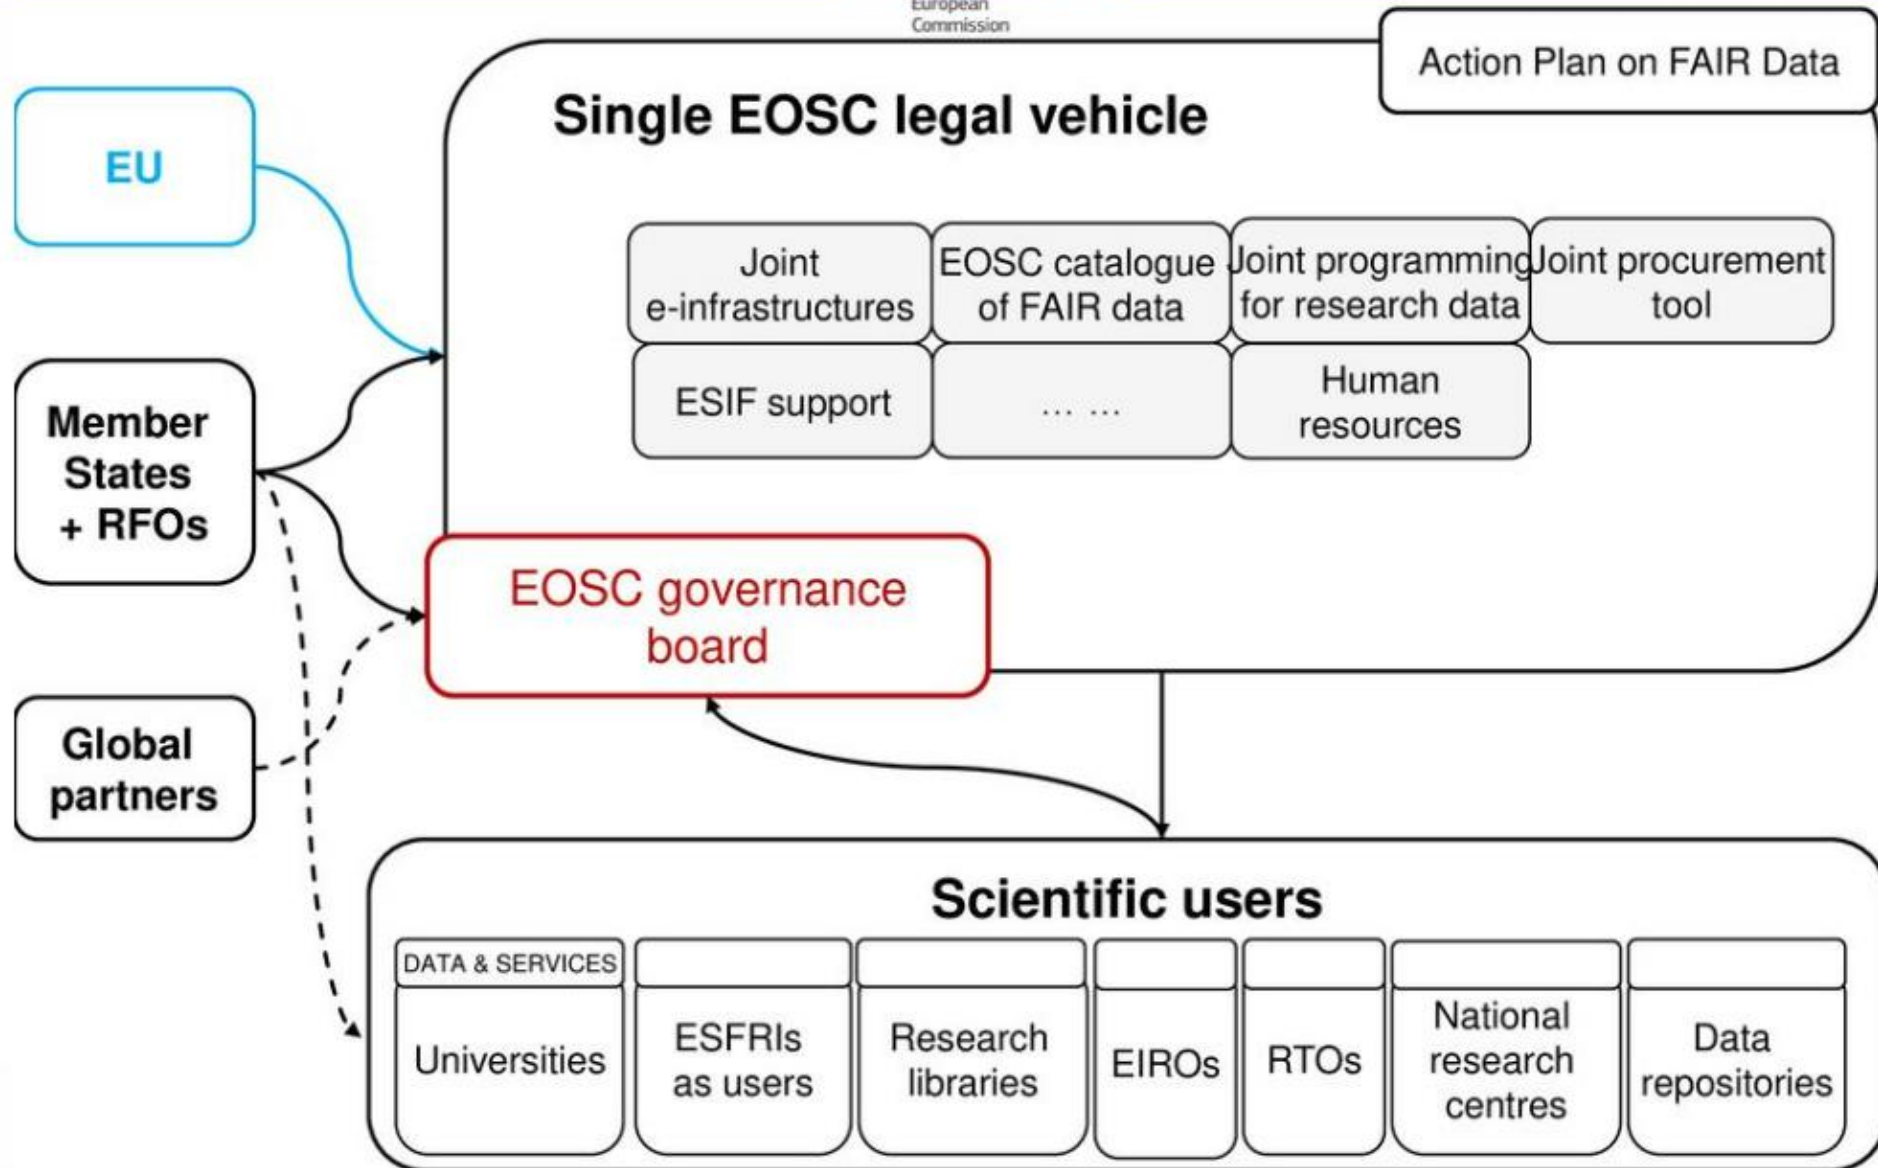 European
Commission
Action Plan on FAIR Data
Single EOSC legal vehicle
EU
Joint
e-infrastructures
EOSC catalogue
of FAIR data
Joint programming
for research data
Joint procurement
tool
ESIF support
... ...
Human
resources
Member
States
+ RFOs
EOSC governance
board
Global
partners
Scientific users
DATA & SERVICES
Universities
ESFRIs
as users
Research
libraries
EIROs
RTOs
National
research
centres
Data
repositories